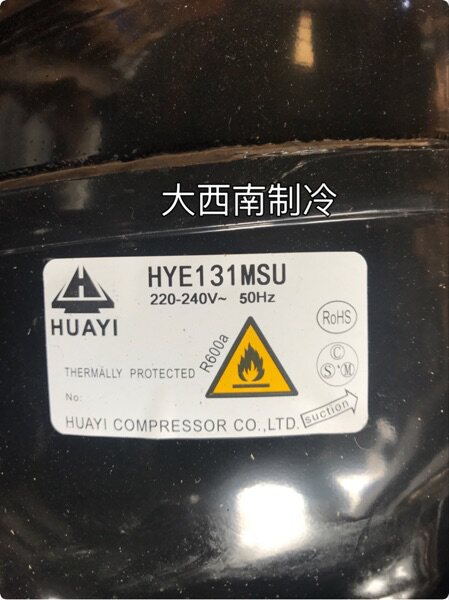 大西南制冷
HYE131MSU
220-240V~ 50Hz
HUAYI
RoHS
R600a
THERMALLY PROTECTED
C
S M
No:
HUAYI COMPRESSOR CO.,LTD.
suction